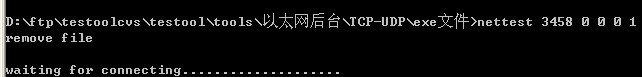 D:\ftp\testoolcvs\testool\tools\以太网后台\TCP-UDP\exe文件>nettest 3458 0 0 0 1
remove file
waiting for connecting...................